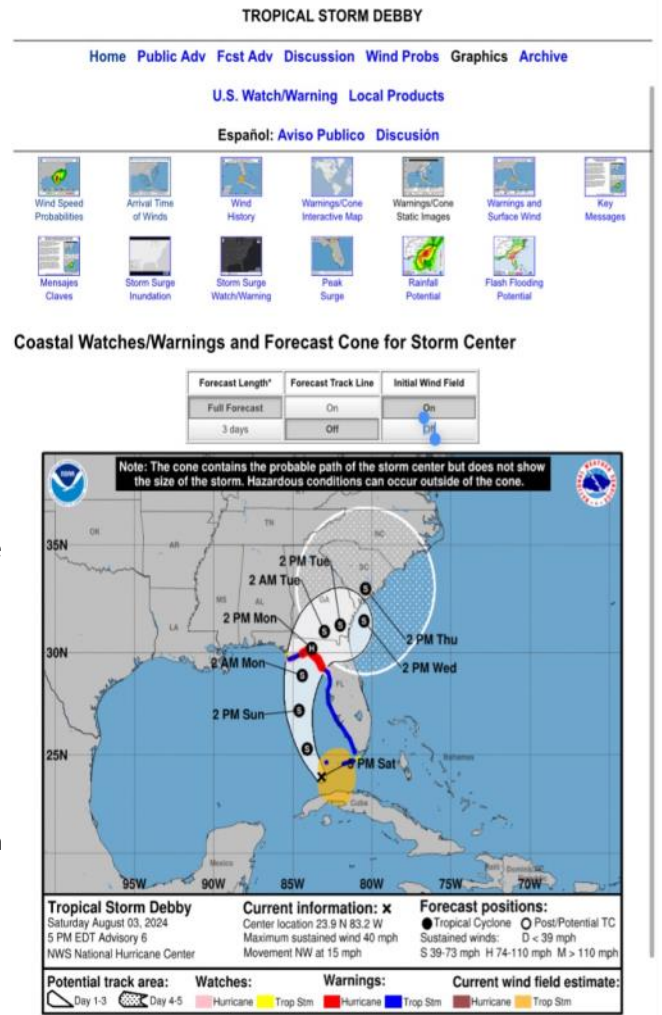 TROPICAL STORM DEBBY
Home Public Adv Fcst Adv Discussion Wind Probs Graphics Archive
U.S. Watch/Warning Local Products
Español: Aviso Publico Discusión
Wind Speed Probabilities
Arrival Time of Winds
Wind History
Warnings/Cone Interactive Map
Warnings/Cone Static Images
Warnings and Surface Wind
Key Messages
Mensajes Claves
Storm Surge Inundation
Storm Surge Watch/Warning
Peak Surge
Rainfall Potential
Flash Flooding Potential
Coastal Watches/Warnings and Forecast Cone for Storm Center
Forecast Length* Forecast Track Line Initial Wind Field
Full Forecast On On
3 days Off Off
Note: The cone contains the probable path of the storm center but does not show
the size of the storm. Hazardous conditions can occur outside of the cone.
OK
TN
NC
35N
AR
2 PM Tue
SC
2 AM Tue
MS AL GA
2 PM Mon
LA
2 PM Thu
30N
2 AM Mon
2 PM Wed
FL
2 PM Sun
25N
5 PM Sat
Bahamas
Cuba
Mexico
95W 90W 85W 80W 75W 70W
Tropical Storm Debby
Saturday August 03, 2024
5 PM EDT Advisory 6
NWS National Hurricane Center
Current information: x
Center location 23.9 N 83.2 W
Maximum sustained wind 40 mph
Movement NW at 15 mph
Forecast positions:
Tropical Cyclone Post/Potential TC
Sustained winds: D < 39 mph
S 39-73 mph H 74-110 mph M > 110 mph
Potential track area:
Day 1-3 Day 4-5
Watches:
Hurricane Trop Stm
Warnings:
Hurricane Trop Stm
Current wind field estimate:
Hurricane Trop Stm